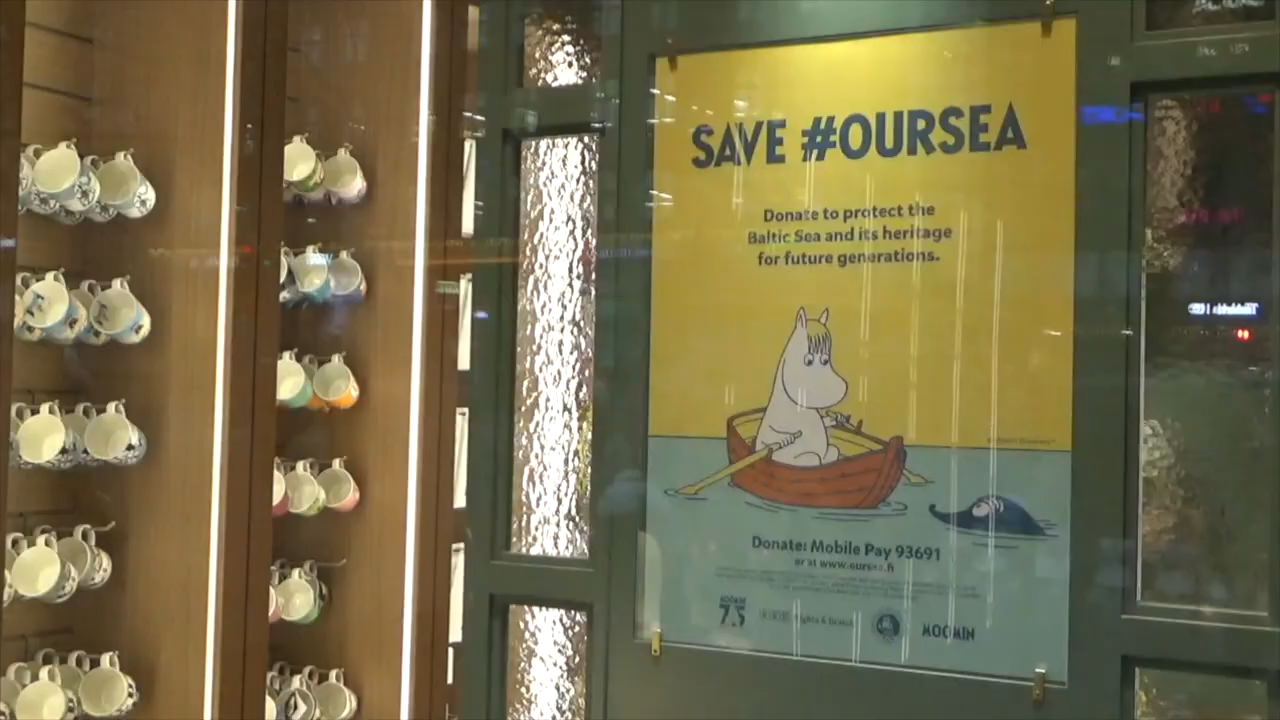 SAVE #OURSEA
Donate to protect the
Baltic Sea and its heritage
for future generations.
Donate: Mobile Pay 93691
or at www.oursea.fi
MOOMIN
75
MOOMIN